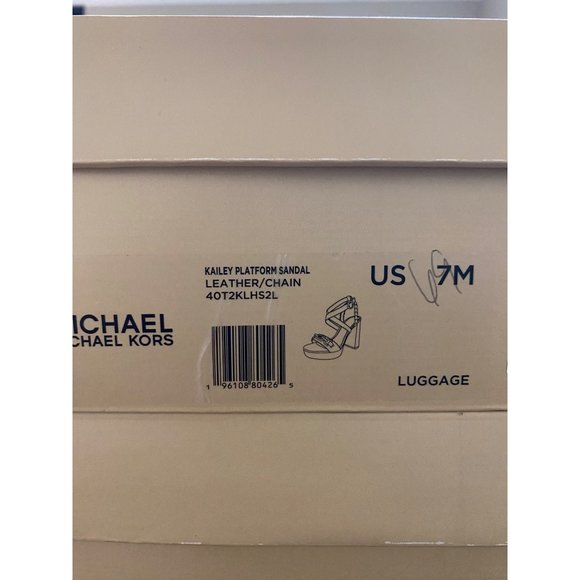 KAILEY PLATFORM SANDAL
LEATHER/CHAIN
40T2KLHS2L
US 7M
ICHAEL
CHAEL KORS
1 96108 80426 5
LUGGAGE